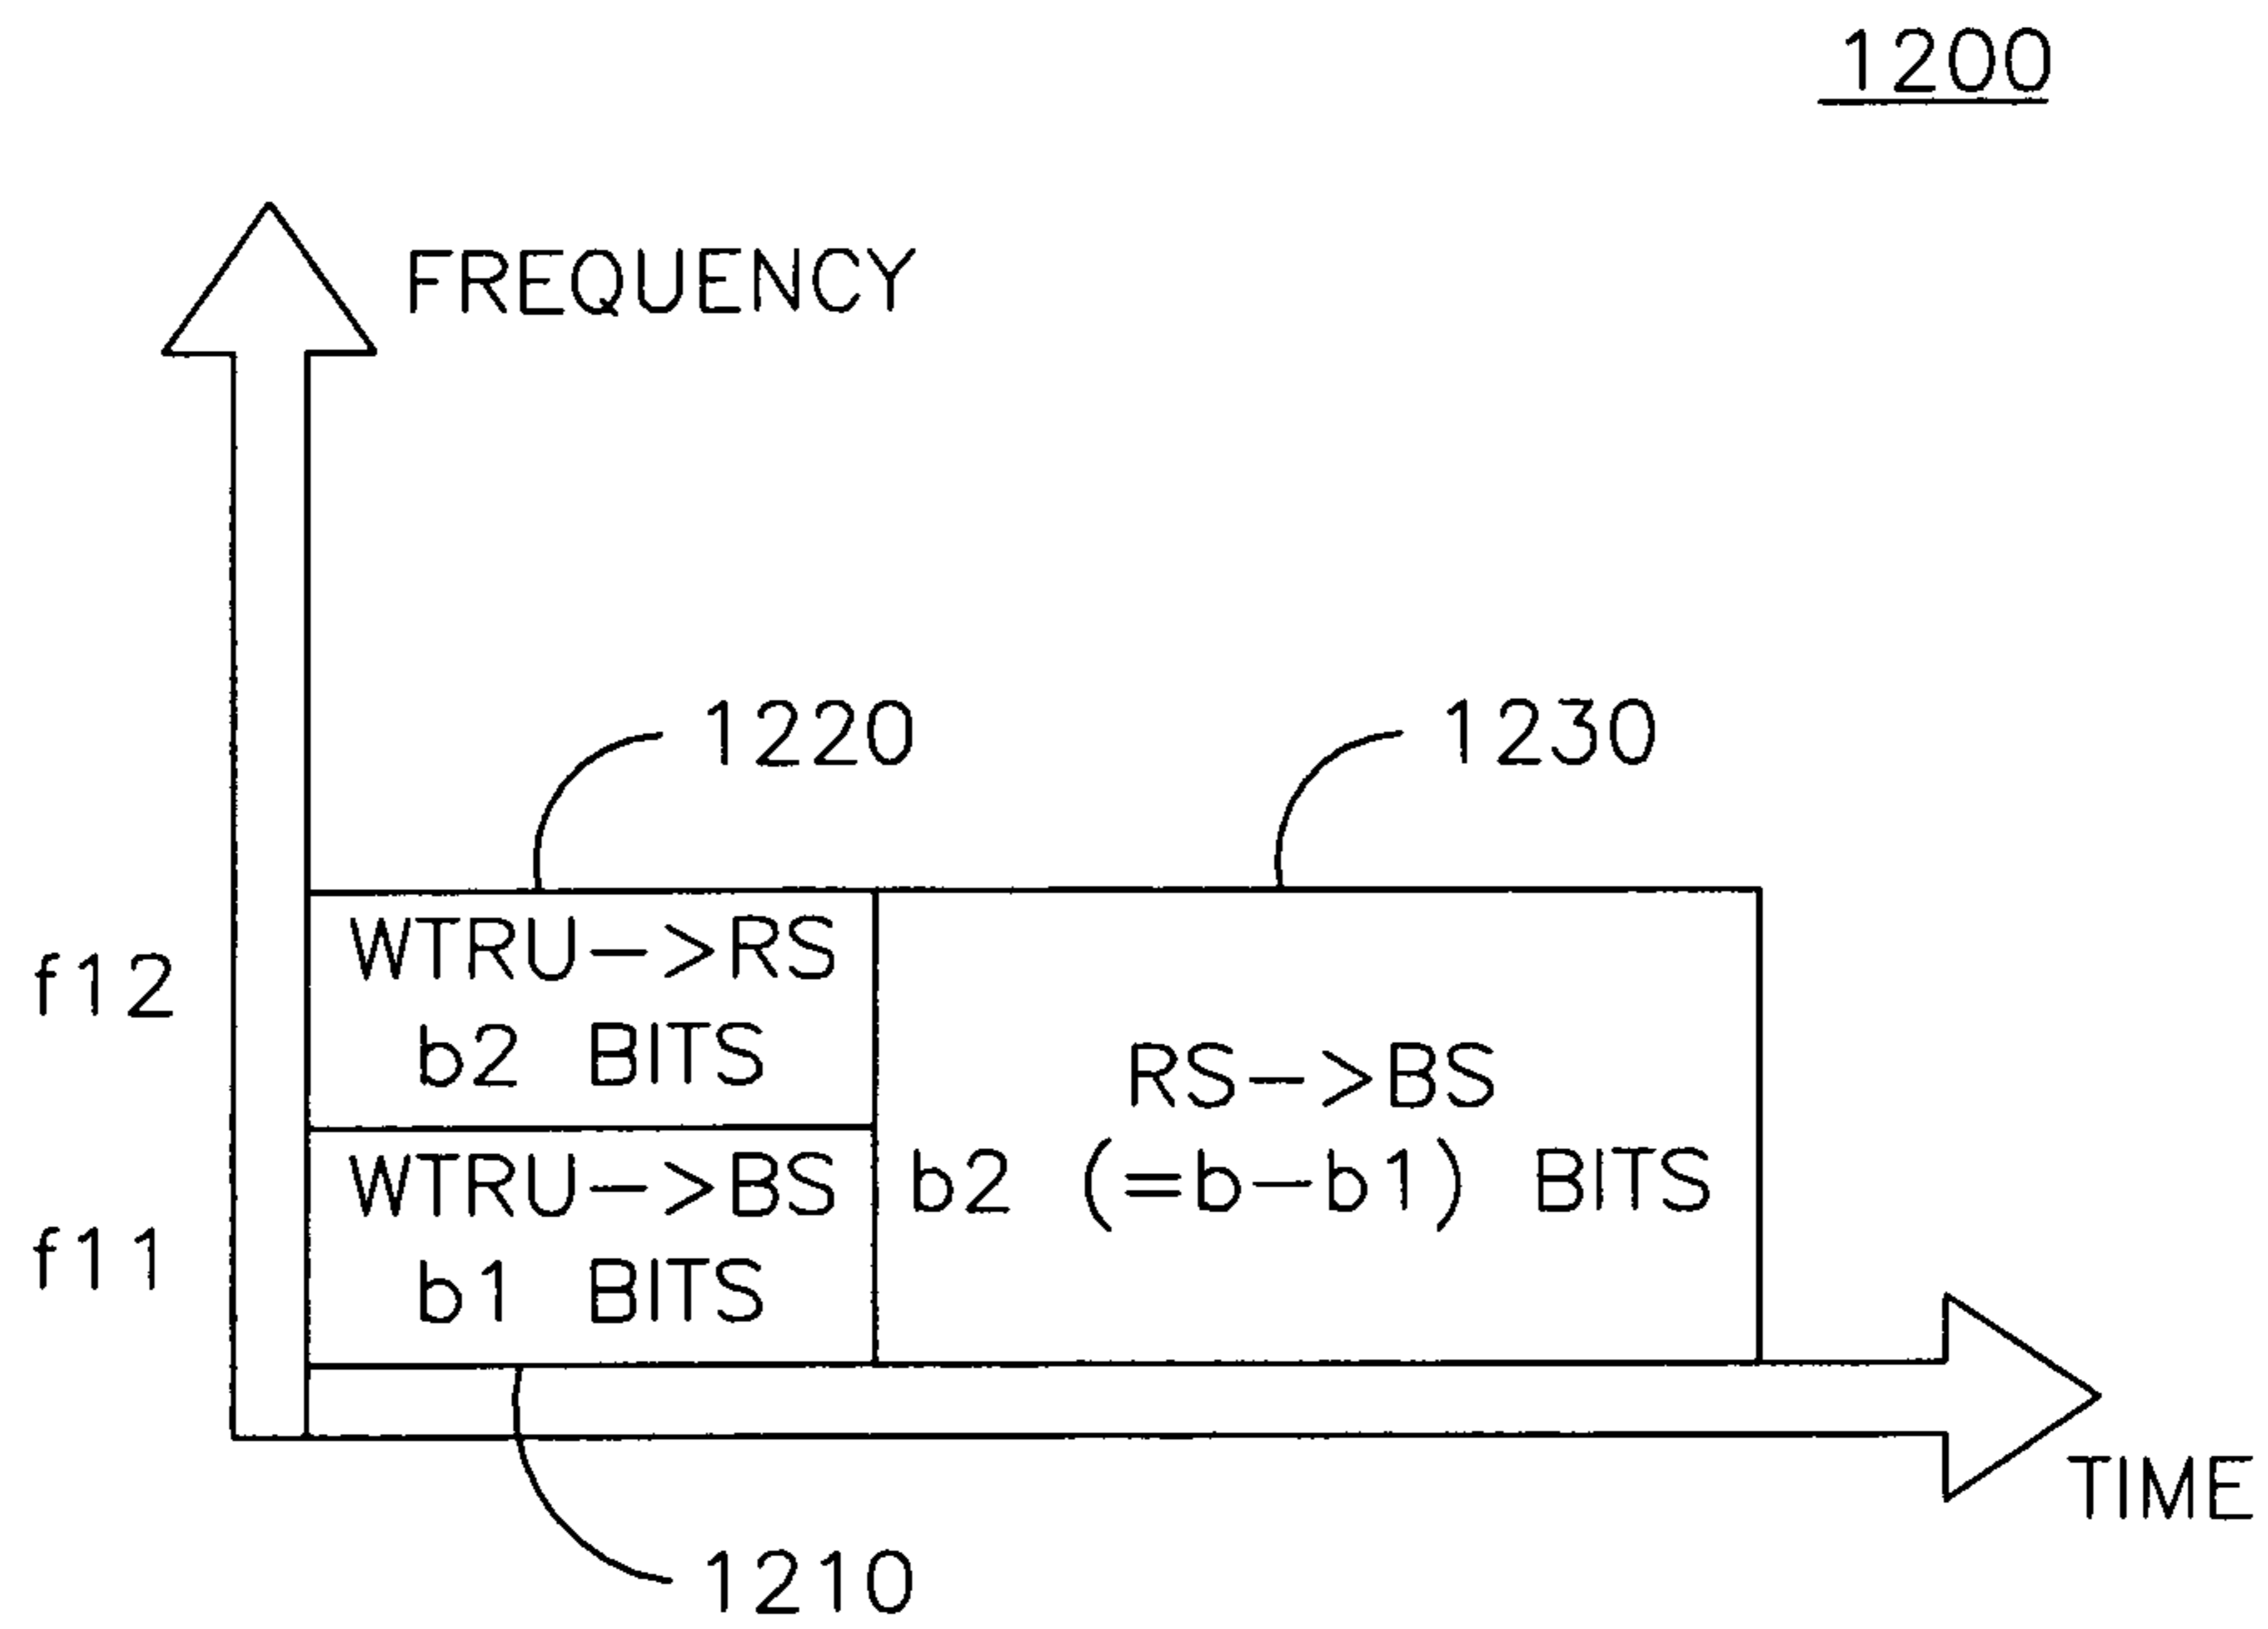 1200
FREQUENCY
1220
1230
f12
WTRU->RS
b2 BITS
RS->BS
b2 (=b-b1) BITS
f11
WTRU->BS
b1 BITS
TIME
1210